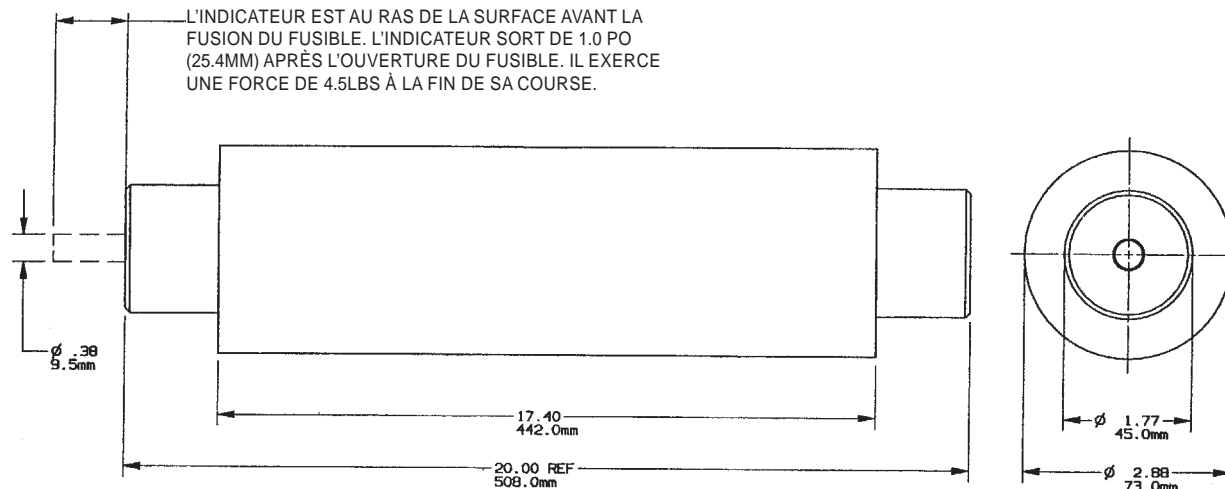 L'INDICATEUR EST AU RAS DE LA SURFACE AVANT LA
FUSION DU FUSIBLE. L'INDICATEUR SORT DE 1.0 PO
(25.4MM) APRÈS L'OUVERTURE DU FUSIBLE. IL EXERCE
UNE FORCE DE 4.5LBS À LA FIN DE SA COURSE.
Ø .38
9.5mm
17.40
442.0mm
20.00 REF
508.0mm
Ø 1.77
45.0mm
Ø 2.88
73.0mm